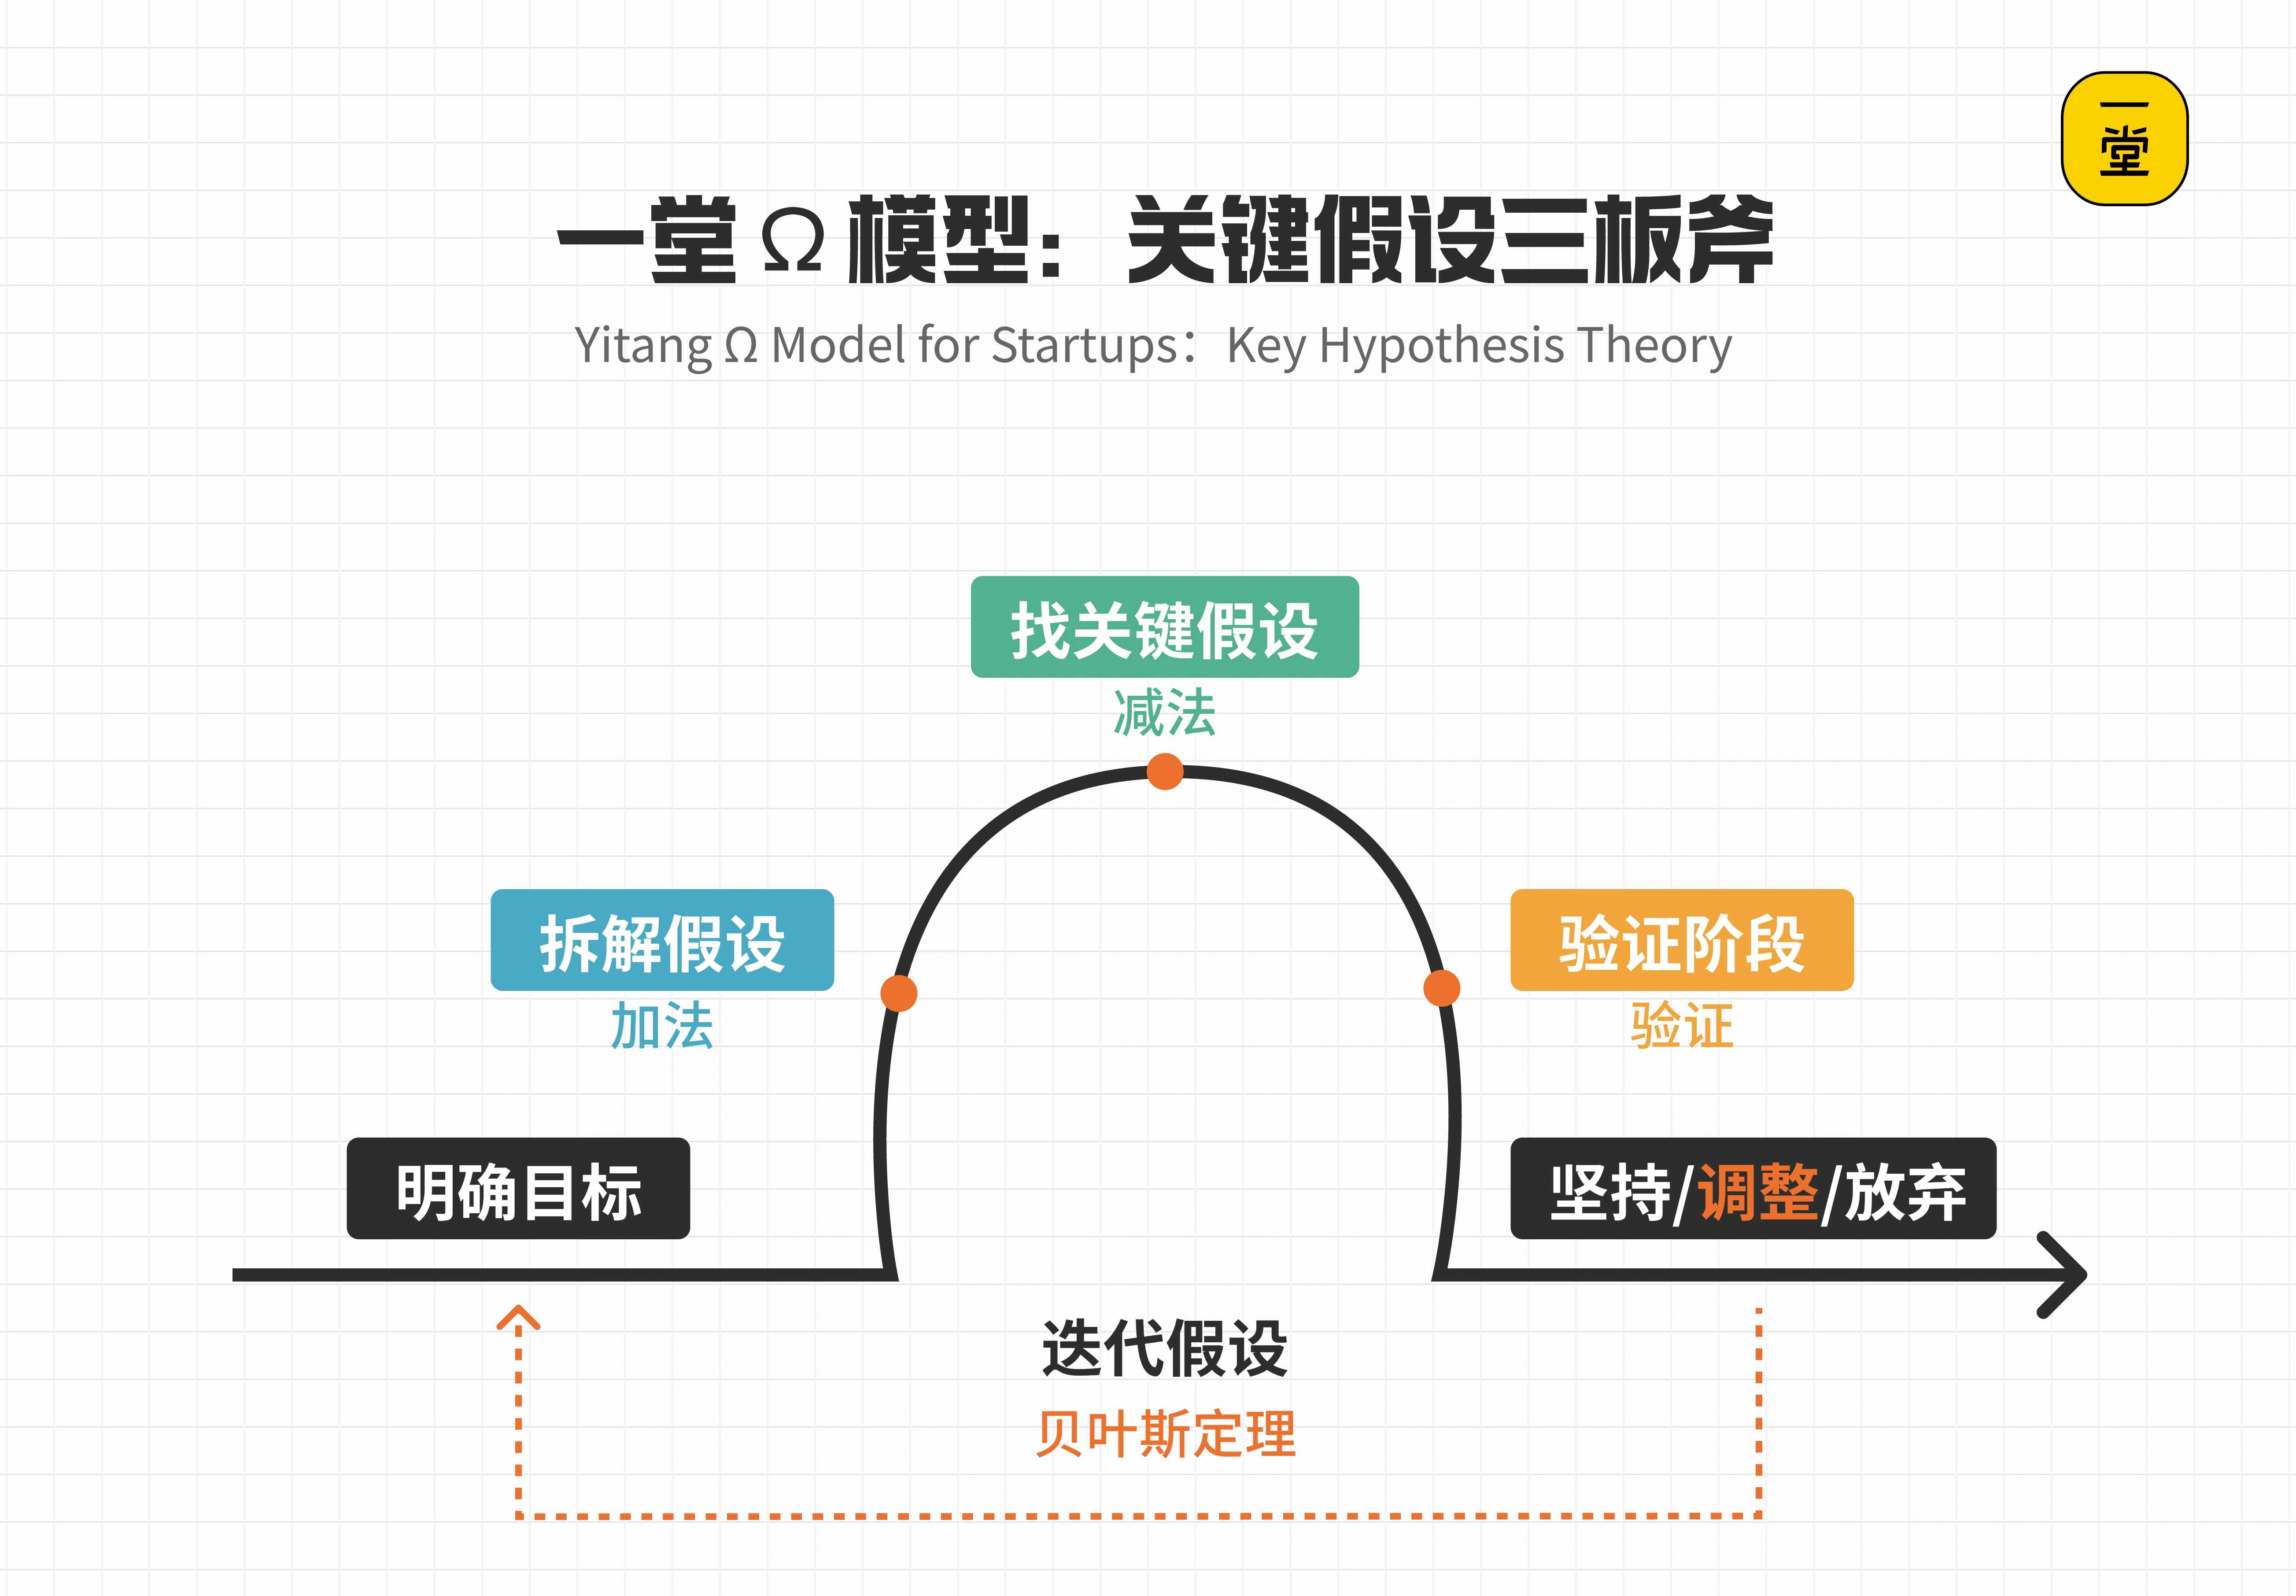 一堂
一堂 Ω 模型：关键假设三板斧
Yitang Ω Model for Startups：Key Hypothesis Theory
找关键假设
减法
拆解假设
加法
验证阶段
验证
明确目标
坚持/调整/放弃
迭代假设
贝叶斯定理